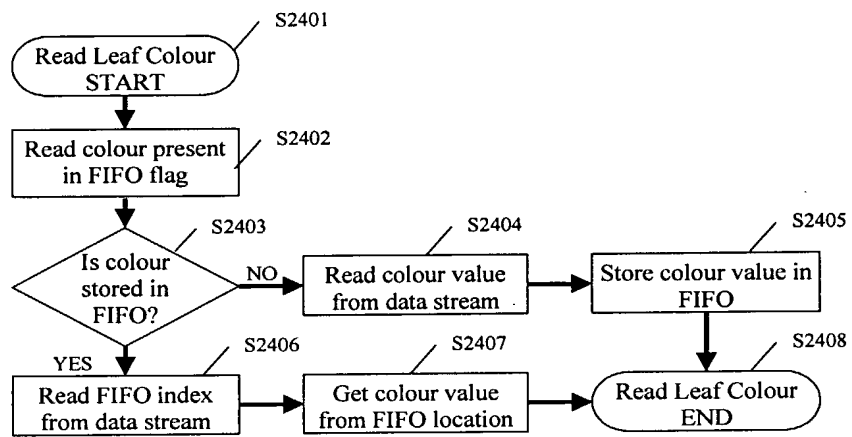 S2401
Read Leaf Colour
START
S2402
Read colour present
in FIFO flag
S2403
Is colour
stored in
FIFO?
NO
S2404
Read colour value
from data stream
S2405
Store colour value in
FIFO
YES
S2406
Read FIFO index
from data stream
S2407
Get colour value
from FIFO location
S2408
Read Leaf Colour
END